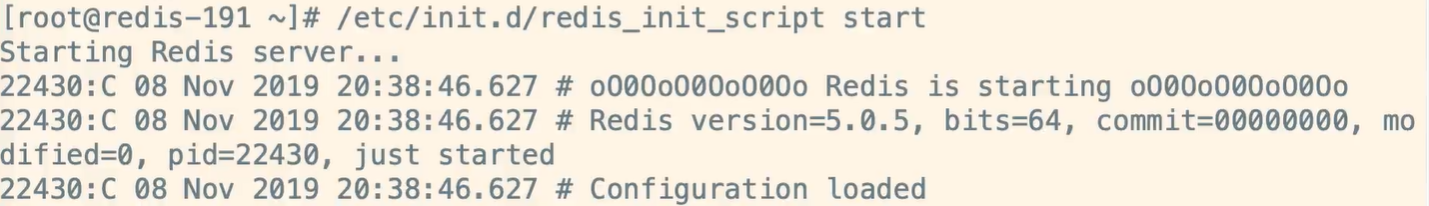 [root@redis-191 ~]# /etc/init.d/redis_init_script start
Starting Redis server...
22430:C 08 Nov 2019 20:38:46.627 # oO0OoO0OoO0Oo Redis is starting oO0OoO0OoO0Oo
22430:C 08 Nov 2019 20:38:46.627 # Redis version=5.0.5, bits=64, commit=00000000, mo
dified=0, pid=22430, just started
22430:C 08 Nov 2019 20:38:46.627 # Configuration loaded